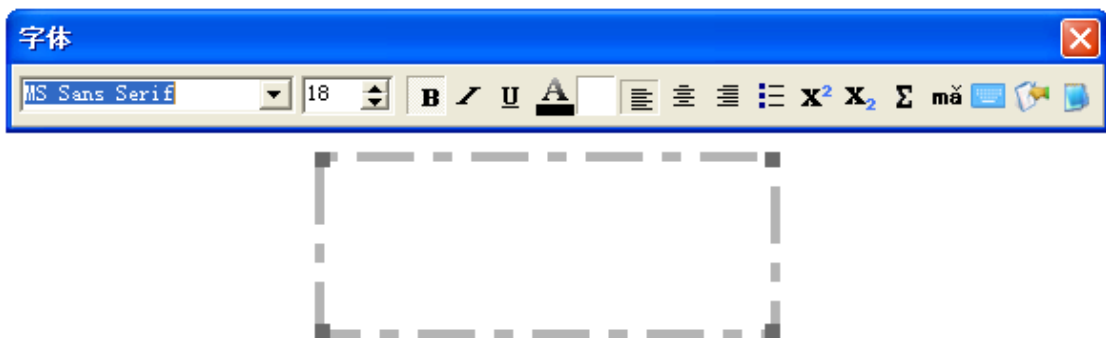 字体
MS Sans Serif 18 B I U A X² X₂ Σ mǎ